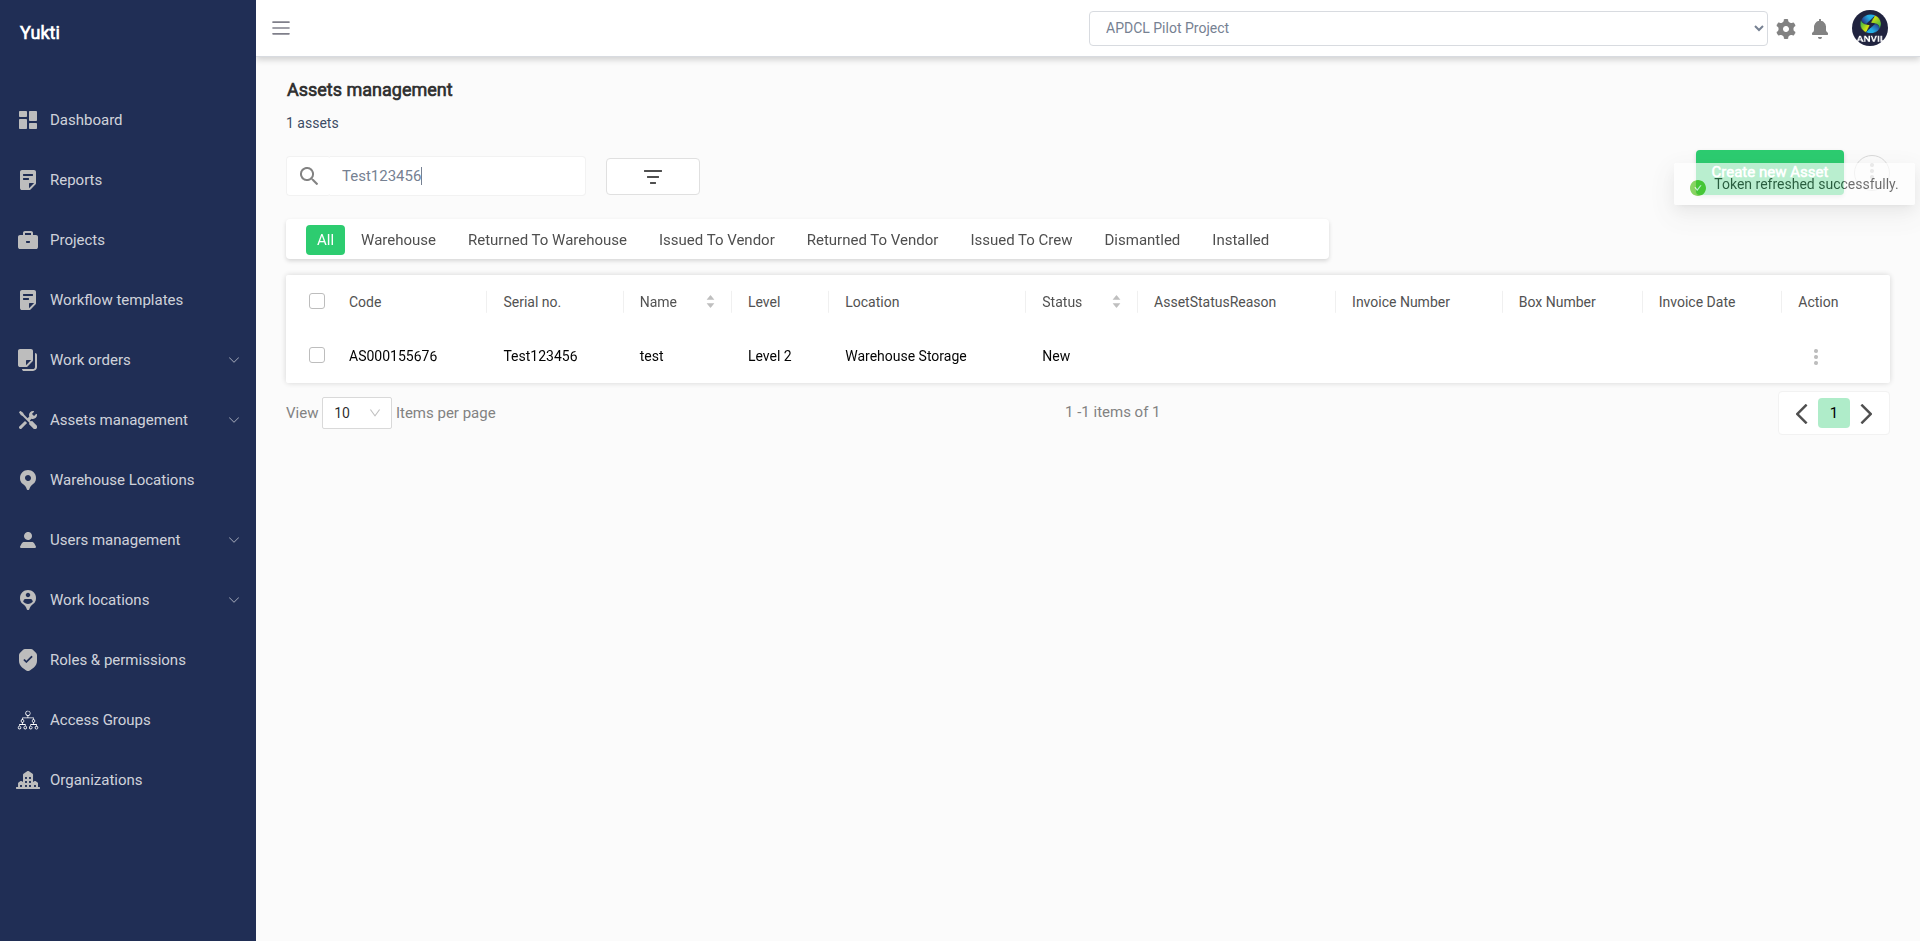 Yukti
APDCL Pilot Project
ANVIL
Dashboard
Reports
Projects
Workflow templates
Work orders
Assets management
Warehouse Locations
Users management
Work locations
Roles & permissions
Access Groups
Organizations
Assets management
1 assets
Test123456
Create new Asset
Token refreshed successfully.
All Warehouse Returned To Warehouse Issued To Vendor Returned To Vendor Issued To Crew Dismantled Installed
Code Serial no. Name Level Location Status AssetStatusReason Invoice Number Box Number Invoice Date Action
AS000155676 Test123456 test Level 2 Warehouse Storage New
View 10 Items per page 1 -1 items of 1 1